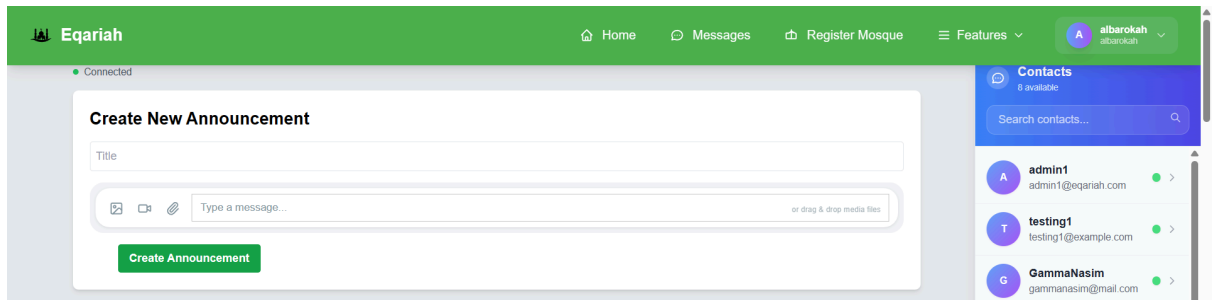 Eqariah
Home
Messages
Register Mosque
Features
A
albarokah
albarokah
Connected
Create New Announcement
Title
Type a message...
or drag & drop media files
Create Announcement
Contacts
8 available
Search contacts...
A
admin1
admin1@eqariah.com
T
testing1
testing1@example.com
G
GammaNasim
gammanasim@mail.com